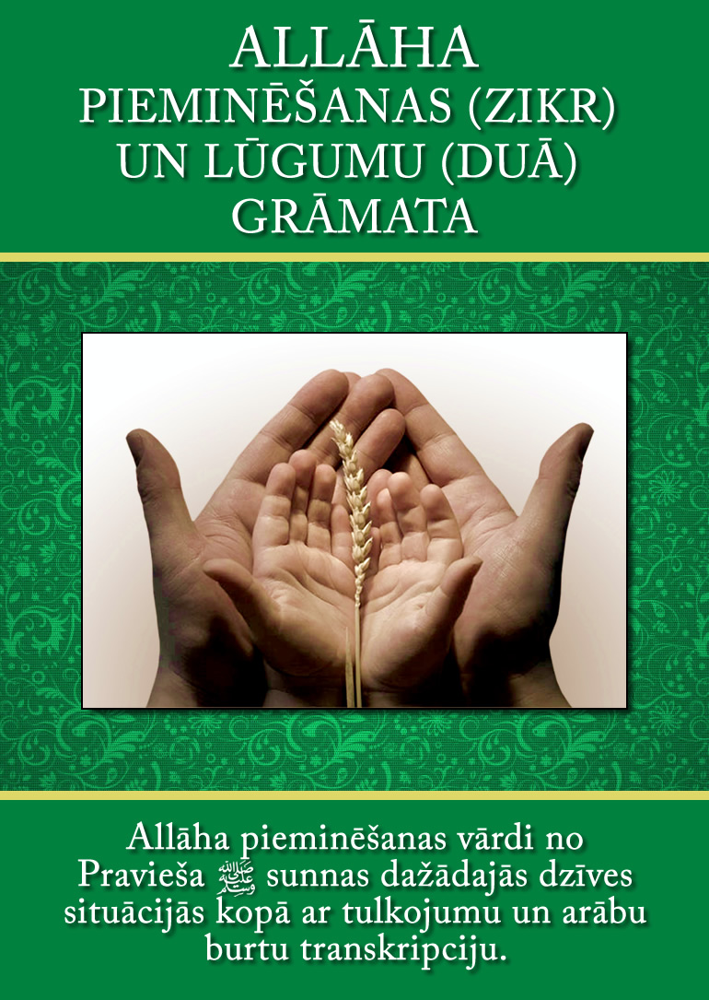 ALLĀHA
PIEMINĒŠANAS (ZIKR)
UN LŪGUMU (DUĀ)
GRĀMATA
Allāha pieminēšanas vārdi no
Pravieša ﷺ sunnas dažādajās dzīves
situācijās kopā ar tulkojumu un arābu
burtu transkripciju.